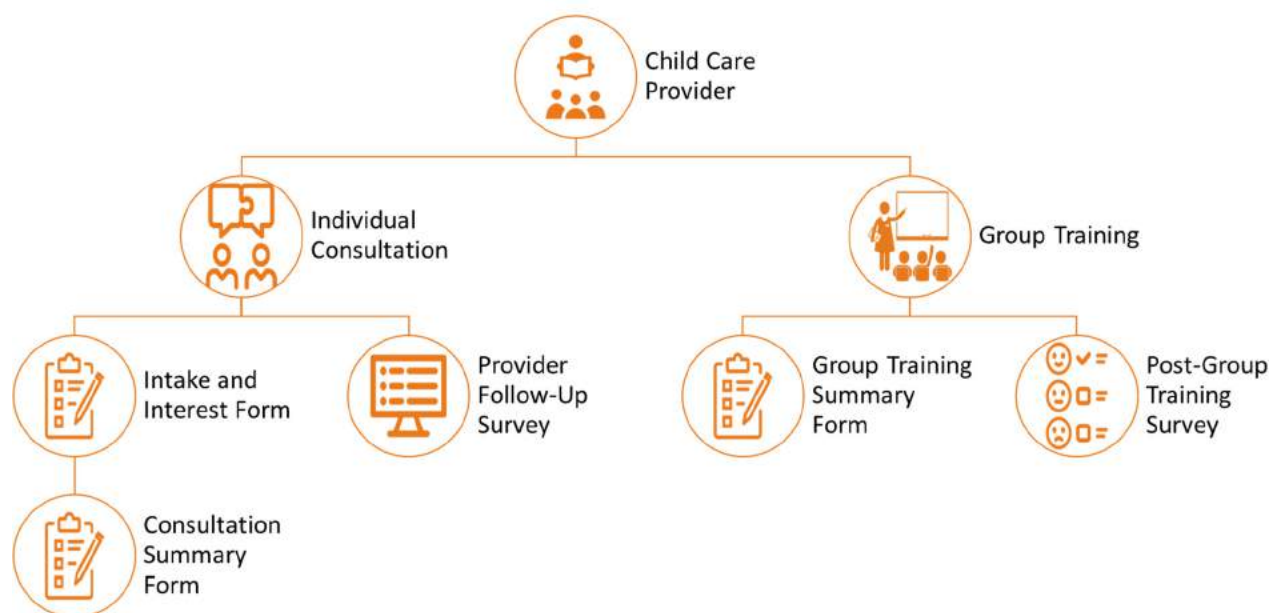 Child Care
Provider
Individual
Consultation
Group Training
Intake and
Interest Form
Provider
Follow-Up
Survey
Group Training
Summary
Form
Post-Group
Training
Survey
Consultation
Summary
Form